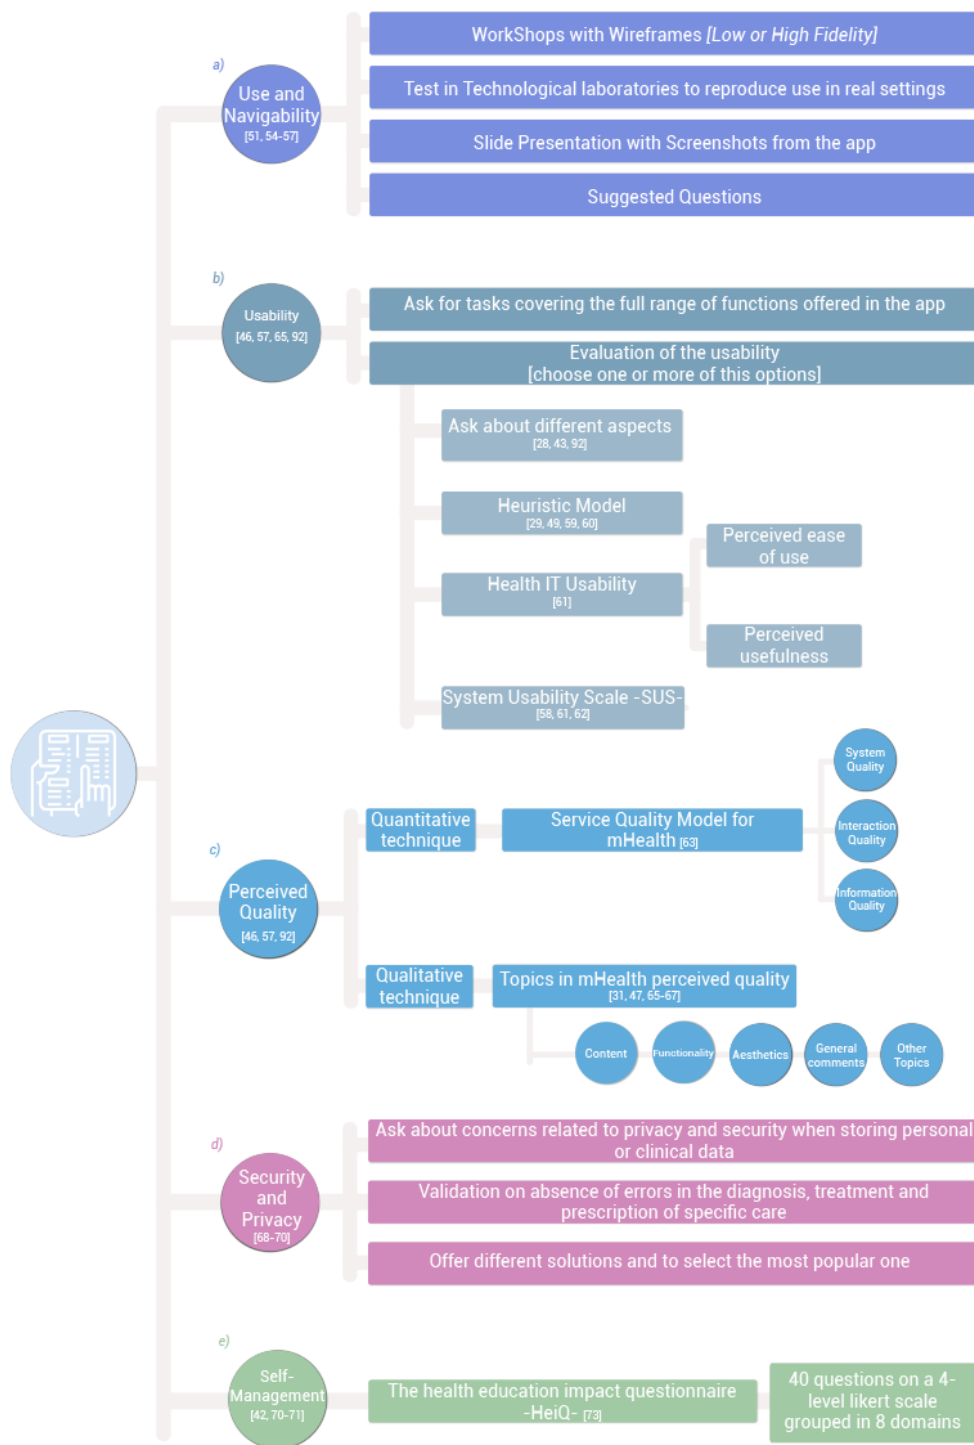 a)
Use and
Navigability
[51, 54-57]
WorkShops with Wireframes [Low or High Fidelity]
Test in Technological laboratories to reproduce use in real settings
Slide Presentation with Screenshots from the app
Suggested Questions
b)
Usability
[46, 57, 65, 92]
Ask for tasks covering the full range of functions offered in the app
Evaluation of the usability
[choose one or more of this options]
Ask about different aspects
[28, 43, 92]
Heuristic Model
[29, 49, 59, 60]
Health IT Usability
[61]
Perceived ease
of use
Perceived
usefulness
System Usability Scale -SUS-
[58, 61, 62]
c)
Perceived
Quality
[46, 57, 92]
Quantitative
technique
Service Quality Model for
mHealth [63]
System
Quality
Interaction
Quality
Information
Quality
Qualitative
technique
Topics in mHealth perceived quality
[31, 47, 65-67]
Content
Functionality
Aesthetics
General
comments
Other
Topics
d)
Security
and
Privacy
[68-70]
Ask about concerns related to privacy and security when storing personal
or clinical data
Validation on absence of errors in the diagnosis, treatment and
prescription of specific care
Offer different solutions and to select the most popular one
e)
Self-
Management
[42, 70-71]
The health education impact questionnaire
-HeiQ- [73]
40 questions on a 4-
level likert scale
grouped in 8 domains